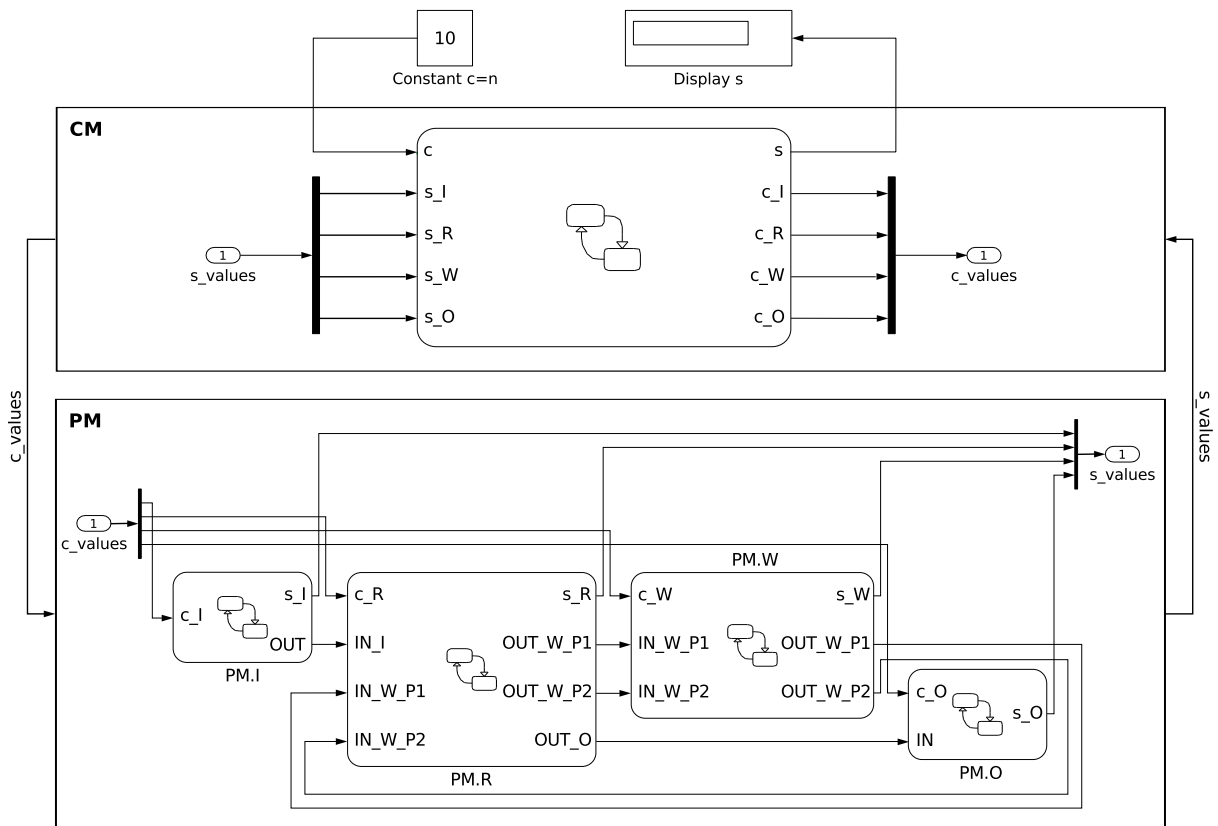 10
Constant c=n
Display s
CM
c
s
s_I
c_I
s_R
c_R
s_W
c_W
s_O
c_O
1
s_values
1
c_values
c_values
s_values
PM
1
s_values
1
c_values
PM.W
c_I
s_I
OUT
PM.I
c_R
s_R
IN_I
OUT_W_P1
IN_W_P1
OUT_W_P2
IN_W_P2
OUT_O
PM.R
c_W
s_W
IN_W_P1
OUT_W_P1
IN_W_P2
OUT_W_P2
c_O
s_O
IN
PM.O